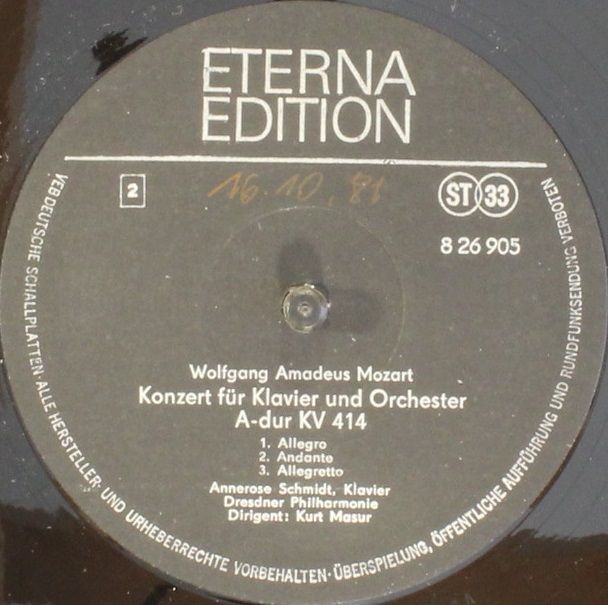 ETERNA
EDITION
2
16.10.81
ST 33
8 26 905
Wolfgang Amadeus Mozart
Konzert für Klavier und Orchester
A-dur KV 414
1. Allegro
2. Andante
3. Allegretto
Annerose Schmidt, Klavier
Dresdner Philharmonie
Dirigent: Kurt Masur
VEB DEUTSCHE SCHALLPLATTEN · ALLE HERSTELLER- UND URHEBERRECHTE VORBEHALTEN · ÜBERSPIELUNG, ÖFFENTLICHE AUFFÜHRUNG UND RUNDFUNKSENDUNG VERBOTEN